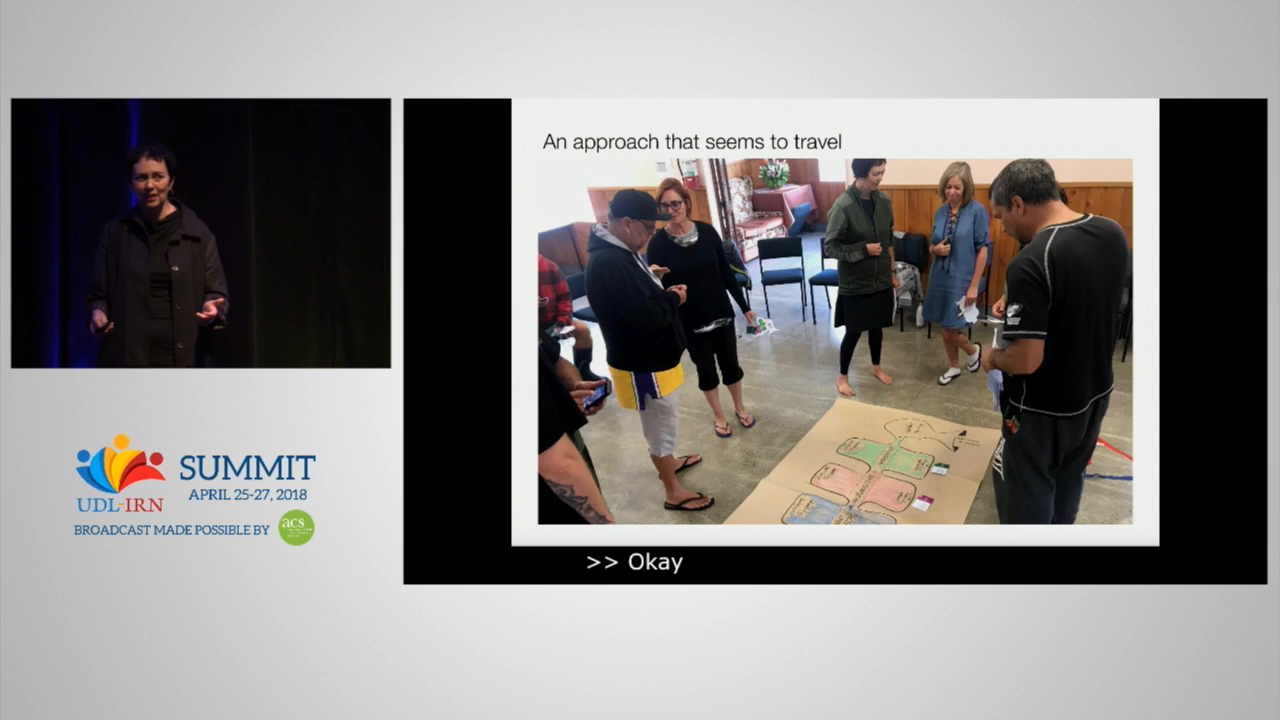 An approach that seems to travel
UDL-IRN
SUMMIT
APRIL 25-27, 2018
BROADCAST MADE POSSIBLE BY
acs
>> Okay